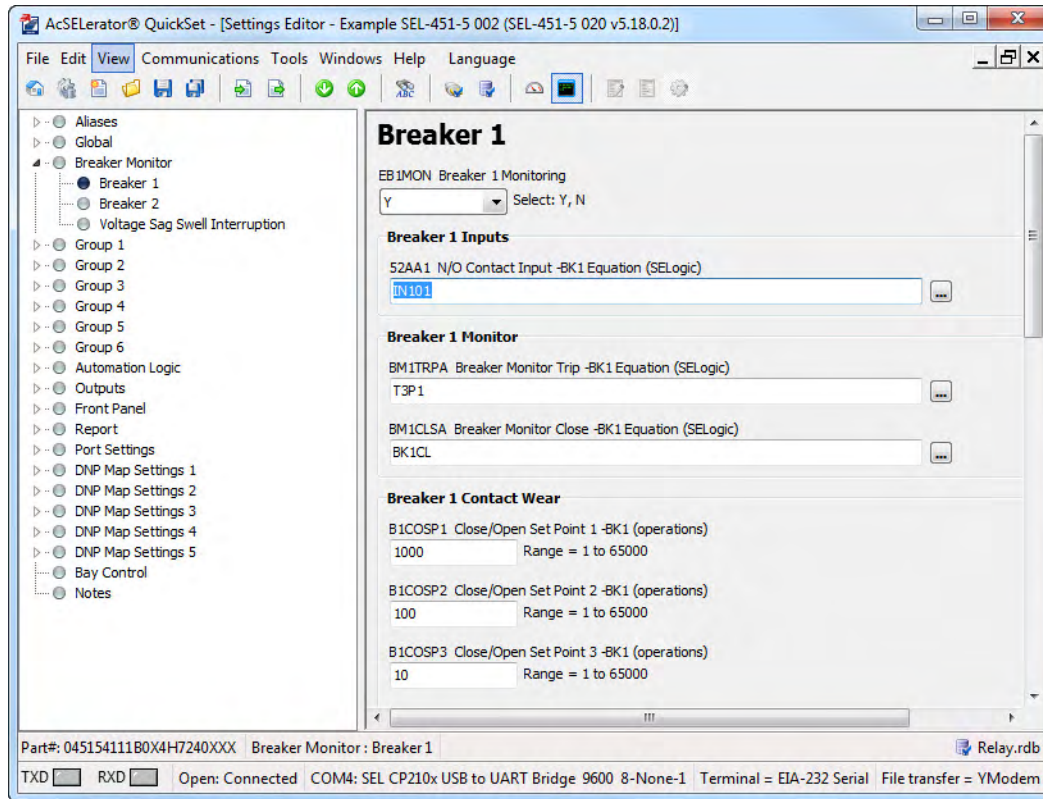 AcSELerator® QuickSet - [Settings Editor - Example SEL-451-5 002 (SEL-451-5 020 v5.18.0.2)]
File Edit View Communications Tools Windows Help Language
Aliases
Global
Breaker Monitor
Breaker 1
Breaker 2
Voltage Sag Swell Interruption
Group 1
Group 2
Group 3
Group 4
Group 5
Group 6
Automation Logic
Outputs
Front Panel
Report
Port Settings
DNP Map Settings 1
DNP Map Settings 2
DNP Map Settings 3
DNP Map Settings 4
DNP Map Settings 5
Bay Control
Notes
Breaker 1
EB1MON Breaker 1 Monitoring
Y Select: Y, N
Breaker 1 Inputs
52AA1 N/O Contact Input -BK1 Equation (SELogic)
IN101
...
Breaker 1 Monitor
BM1TRPA Breaker Monitor Trip -BK1 Equation (SELogic)
T3P1
...
BM1CLSA Breaker Monitor Close -BK1 Equation (SELogic)
BK1CL
...
Breaker 1 Contact Wear
B1COSP1 Close/Open Set Point 1 -BK1 (operations)
1000 Range = 1 to 65000
B1COSP2 Close/Open Set Point 2 -BK1 (operations)
100 Range = 1 to 65000
B1COSP3 Close/Open Set Point 3 -BK1 (operations)
10 Range = 1 to 65000
Part#: 045154111B0X4H7240XXX Breaker Monitor : Breaker 1 Relay.rdb
TXD RXD Open: Connected COM4: SEL CP210x USB to UART Bridge 9600 8-None-1 Terminal = EIA-232 Serial File transfer = YModem